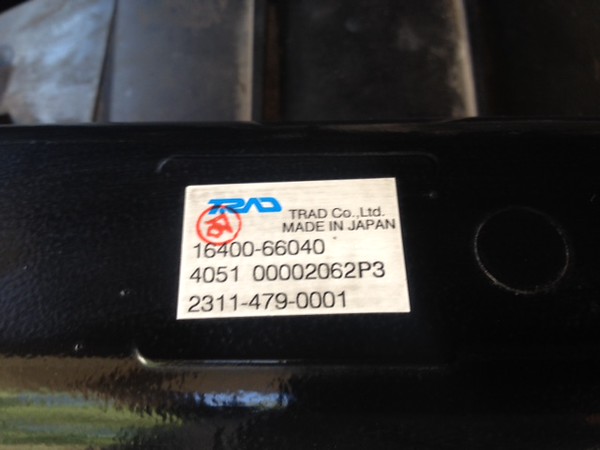 TRAD
TRAD Co.,Ltd.
MADE IN JAPAN
16400-66040
4051 00002062P3
2311-479-0001